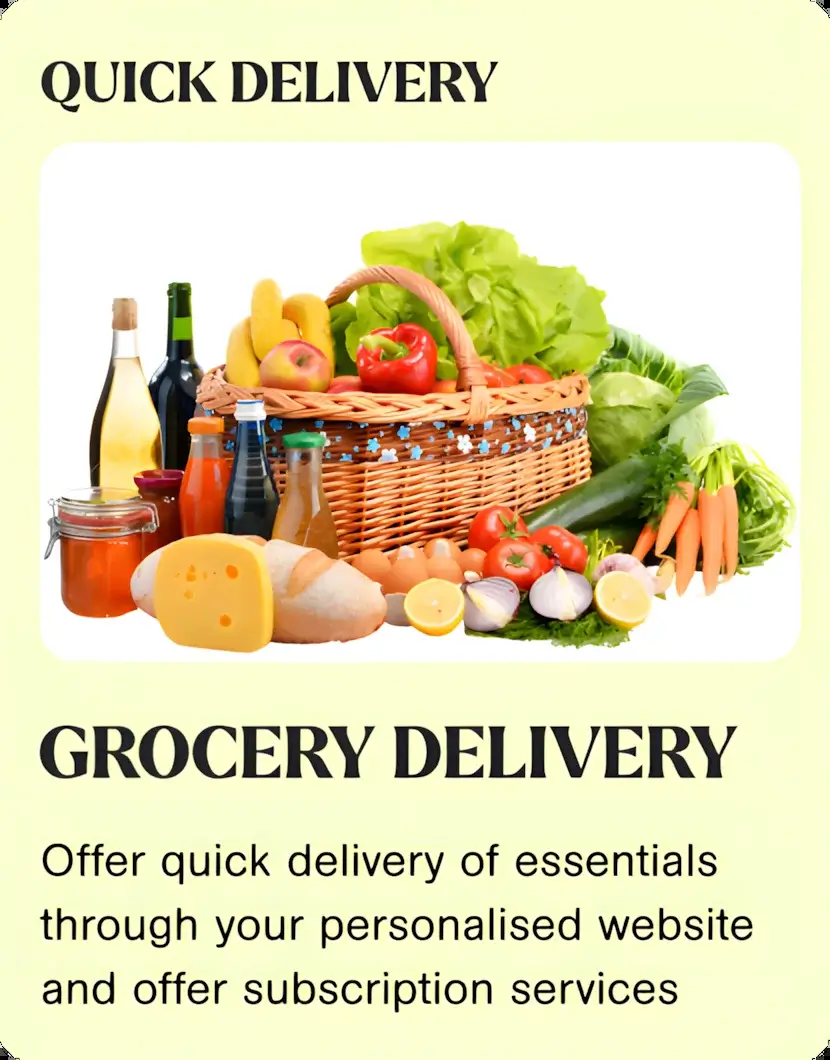 QUICK DELIVERY
GROCERY DELIVERY
Offer quick delivery of essentials
through your personalised website
and offer subscription services